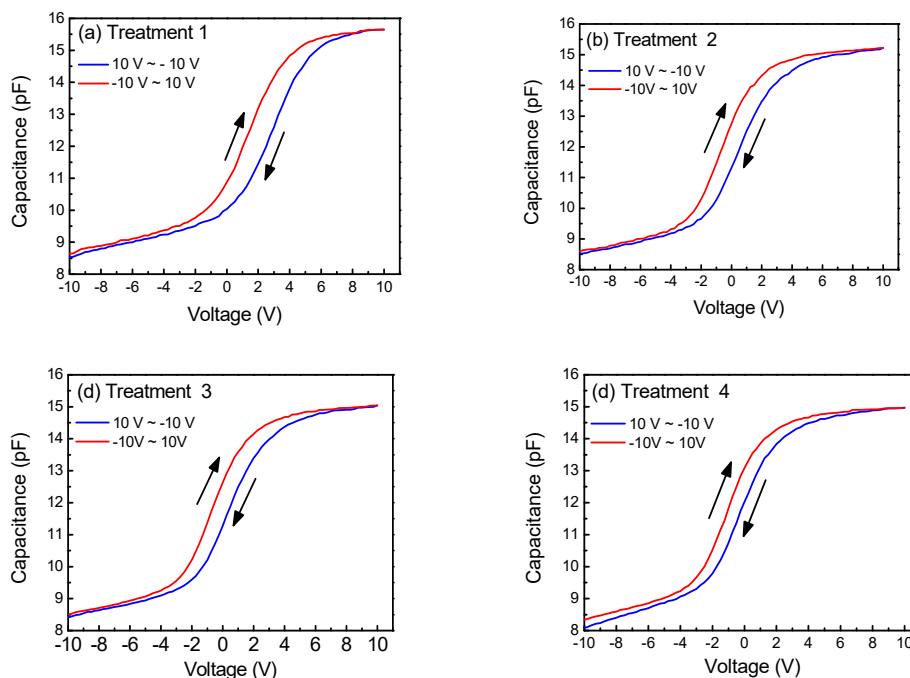 (a) Treatment 1
10 V ~ - 10 V
-10 V ~ 10 V
Capacitance (pF)
16
15
14
13
12
11
10
9
8
-10 -8 -6 -4 -2 0 2 4 6 8 10
Voltage (V)
(b) Treatment 2
10 V ~ -10 V
-10V ~ 10V
Capacitance (pF)
16
15
14
13
12
11
10
9
8
-10 -8 -6 -4 -2 0 2 4 6 8 10
Voltage (V)
(d) Treatment 3
10 V ~ -10 V
-10V ~ 10V
Capacitance (pF)
16
15
14
13
12
11
10
9
8
-10 -8 -6 -4 -2 0 2 4 6 8 10
Voltage (V)
(d) Treatment 4
10 V ~ -10 V
-10V ~ 10V
Capacitance (pF)
16
15
14
13
12
11
10
9
8
-10 -8 -6 -4 -2 0 2 4 6 8 10
Voltage (V)